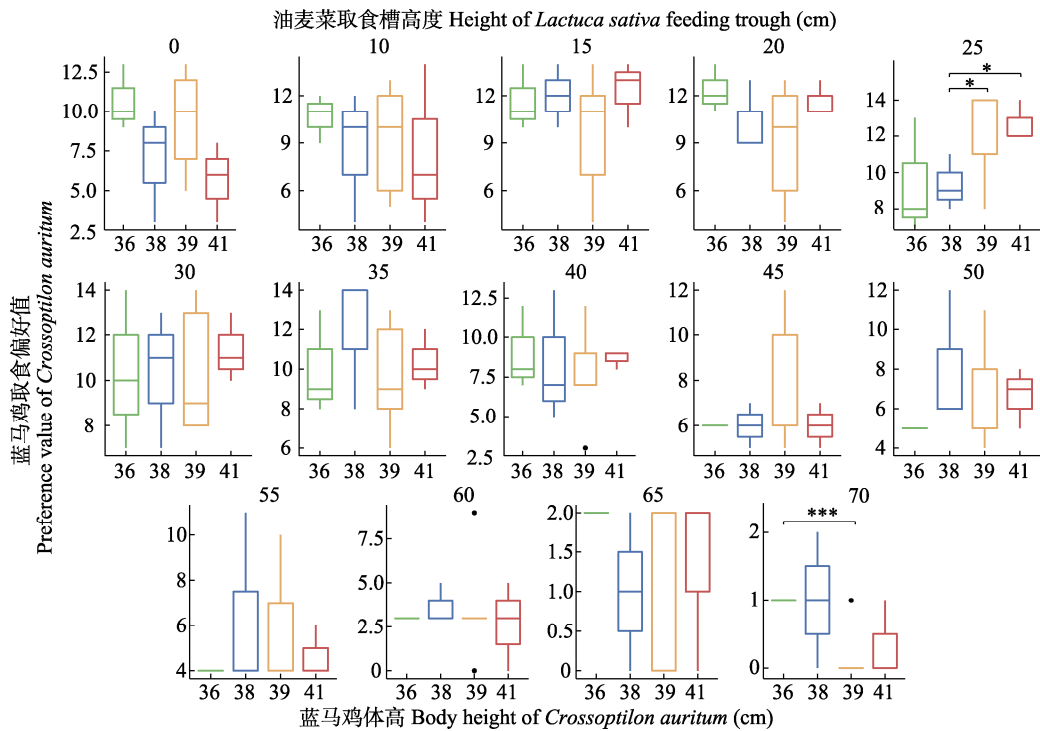 油麦菜取食槽高度 Height of Lactuca sativa feeding trough (cm)
0 10 15 20 25
12.5 10.0 7.5 5.0 2.5
12 9 6
12 9 6
12 9 6
14 12 10 8
* *
36 38 39 41 36 38 39 41 36 38 39 41 36 38 39 41 36 38 39 41
蓝马鸡取食偏好值
Preference value of Crossoptilon auritum
30 35 40 45 50
14 12 10 8
14 12 10 8 6
12.5 10.0 7.5 5.0 2.5
12 10 8 6
12 10 8 6 4
36 38 39 41 36 38 39 41 36 38 39 41 36 38 39 41 36 38 39 41
55 60 65 70
10 8 6 4
7.5 5.0 2.5 0
2.0 1.5 1.0 0.5 0
2 1 0
***
36 38 39 41 36 38 39 41 36 38 39 41 36 38 39 41
蓝马鸡体高 Body height of Crossoptilon auritum (cm)